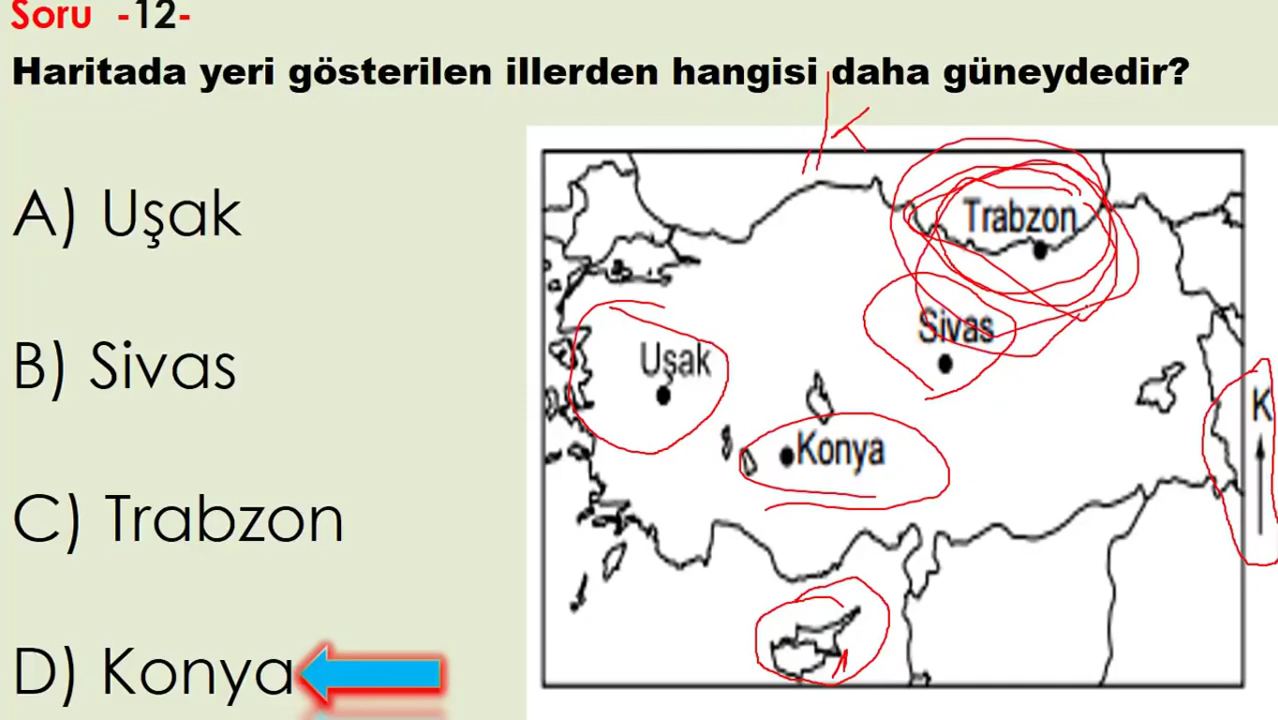 Soru -12-
Haritada yeri gösterilen illerden hangisi daha güneydedir?
A) Uşak
B) Sivas
C) Trabzon
D) Konya
K
Trabzon
Sivas
Uşak
K
Konya